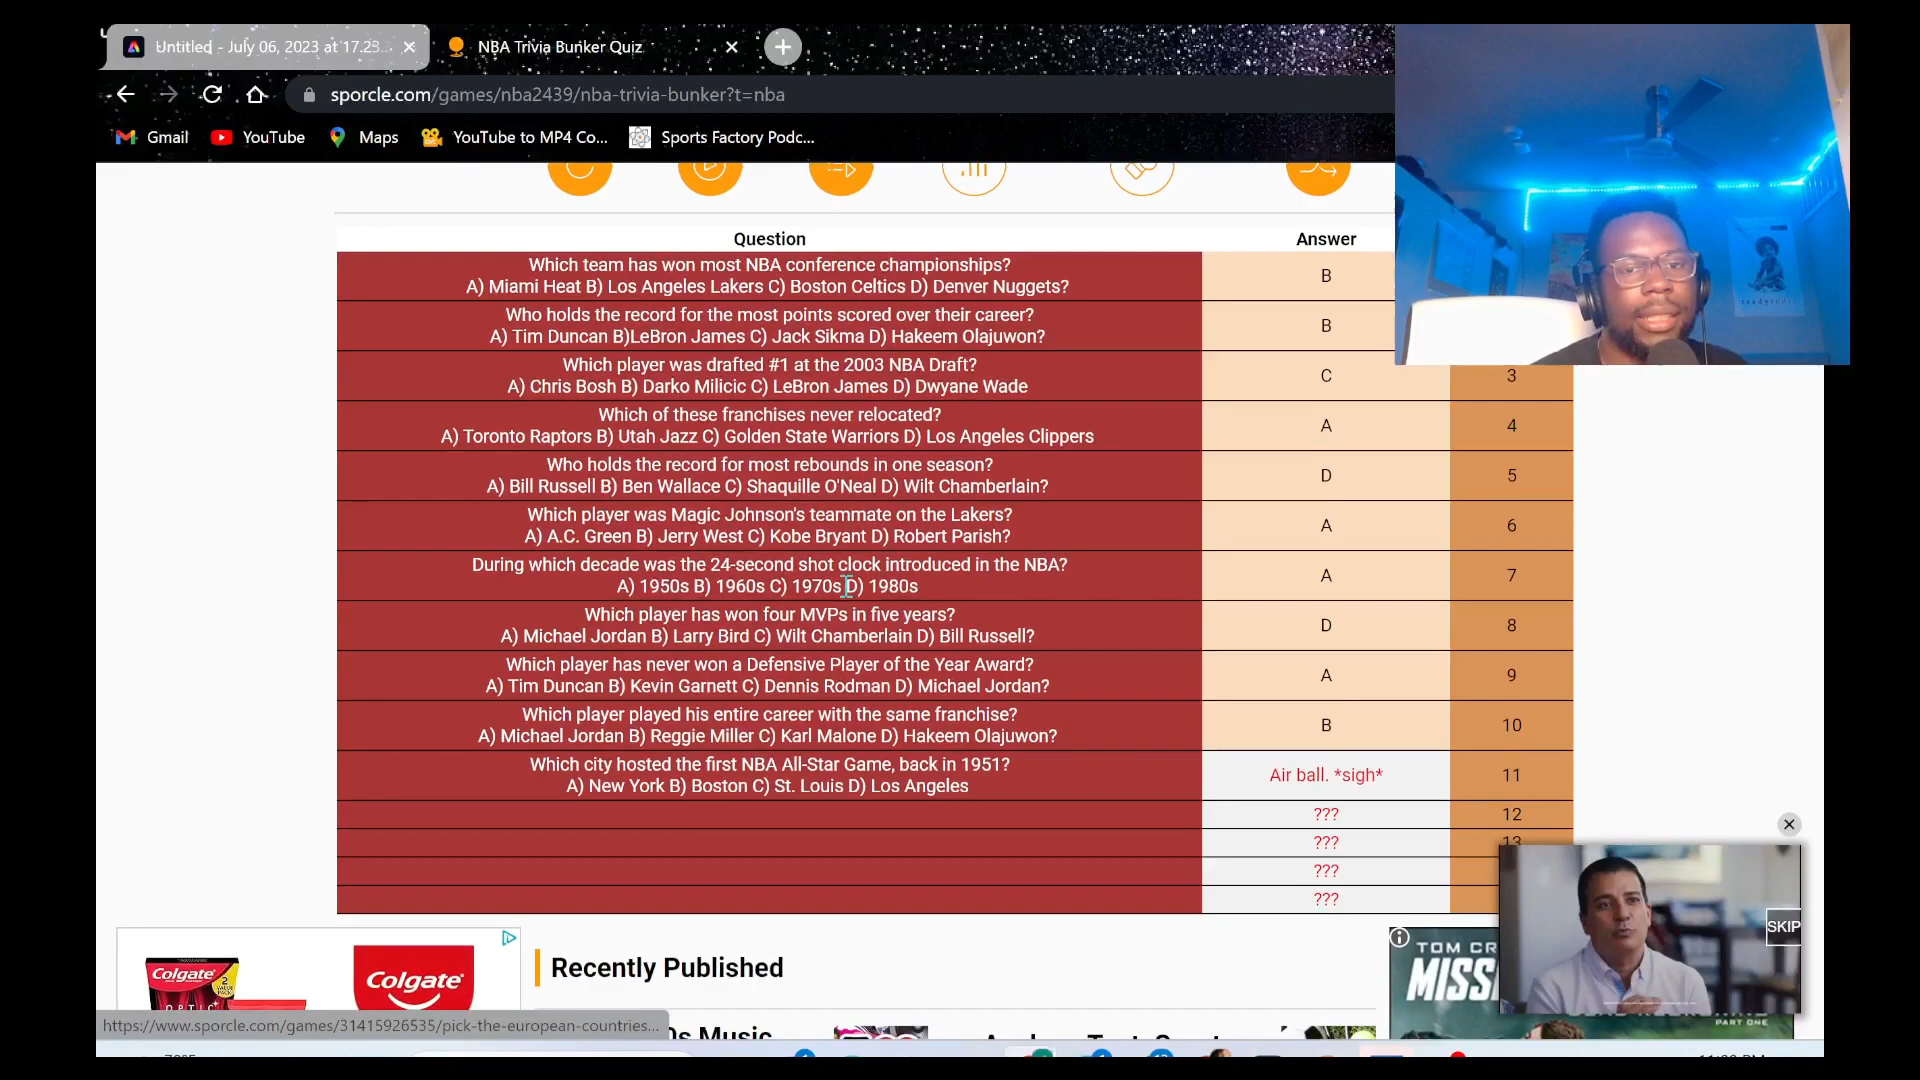 Untitled - July 06, 2023 at 17.23...
NBA Trivia Bunker Quiz
sporcle.com/games/nba2439/nba-trivia-bunker?t=nba
Gmail
YouTube
Maps
YouTube to MP4 Co...
Sports Factory Podc...
Question
Answer
Which team has won most NBA conference championships?
A) Miami Heat B) Los Angeles Lakers C) Boston Celtics D) Denver Nuggets?
B
Who holds the record for the most points scored over their career?
A) Tim Duncan B)LeBron James C) Jack Sikma D) Hakeem Olajuwon?
B
Which player was drafted #1 at the 2003 NBA Draft?
A) Chris Bosh B) Darko Milicic C) LeBron James D) Dwyane Wade
C
3
Which of these franchises never relocated?
A) Toronto Raptors B) Utah Jazz C) Golden State Warriors D) Los Angeles Clippers
A
4
Who holds the record for most rebounds in one season?
A) Bill Russell B) Ben Wallace C) Shaquille O'Neal D) Wilt Chamberlain?
D
5
Which player was Magic Johnson's teammate on the Lakers?
A) A.C. Green B) Jerry West C) Kobe Bryant D) Robert Parish?
A
6
During which decade was the 24-second shot clock introduced in the NBA?
A) 1950s B) 1960s C) 1970s D) 1980s
A
7
Which player has won four MVPs in five years?
A) Michael Jordan B) Larry Bird C) Wilt Chamberlain D) Bill Russell?
D
8
Which player has never won a Defensive Player of the Year Award?
A) Tim Duncan B) Kevin Garnett C) Dennis Rodman D) Michael Jordan?
A
9
Which player played his entire career with the same franchise?
A) Michael Jordan B) Reggie Miller C) Karl Malone D) Hakeem Olajuwon?
B
10
Which city hosted the first NBA All-Star Game, back in 1951?
A) New York B) Boston C) St. Louis D) Los Angeles
Air ball. *sigh*
11
???
12
???
13
???
???
SKIP
Colgate
2
OPTIC
Colgate
Recently Published
TOM CR
MISS
PART ONE
https://www.sporcle.com/games/31415926535/pick-the-european-countries...
s Music